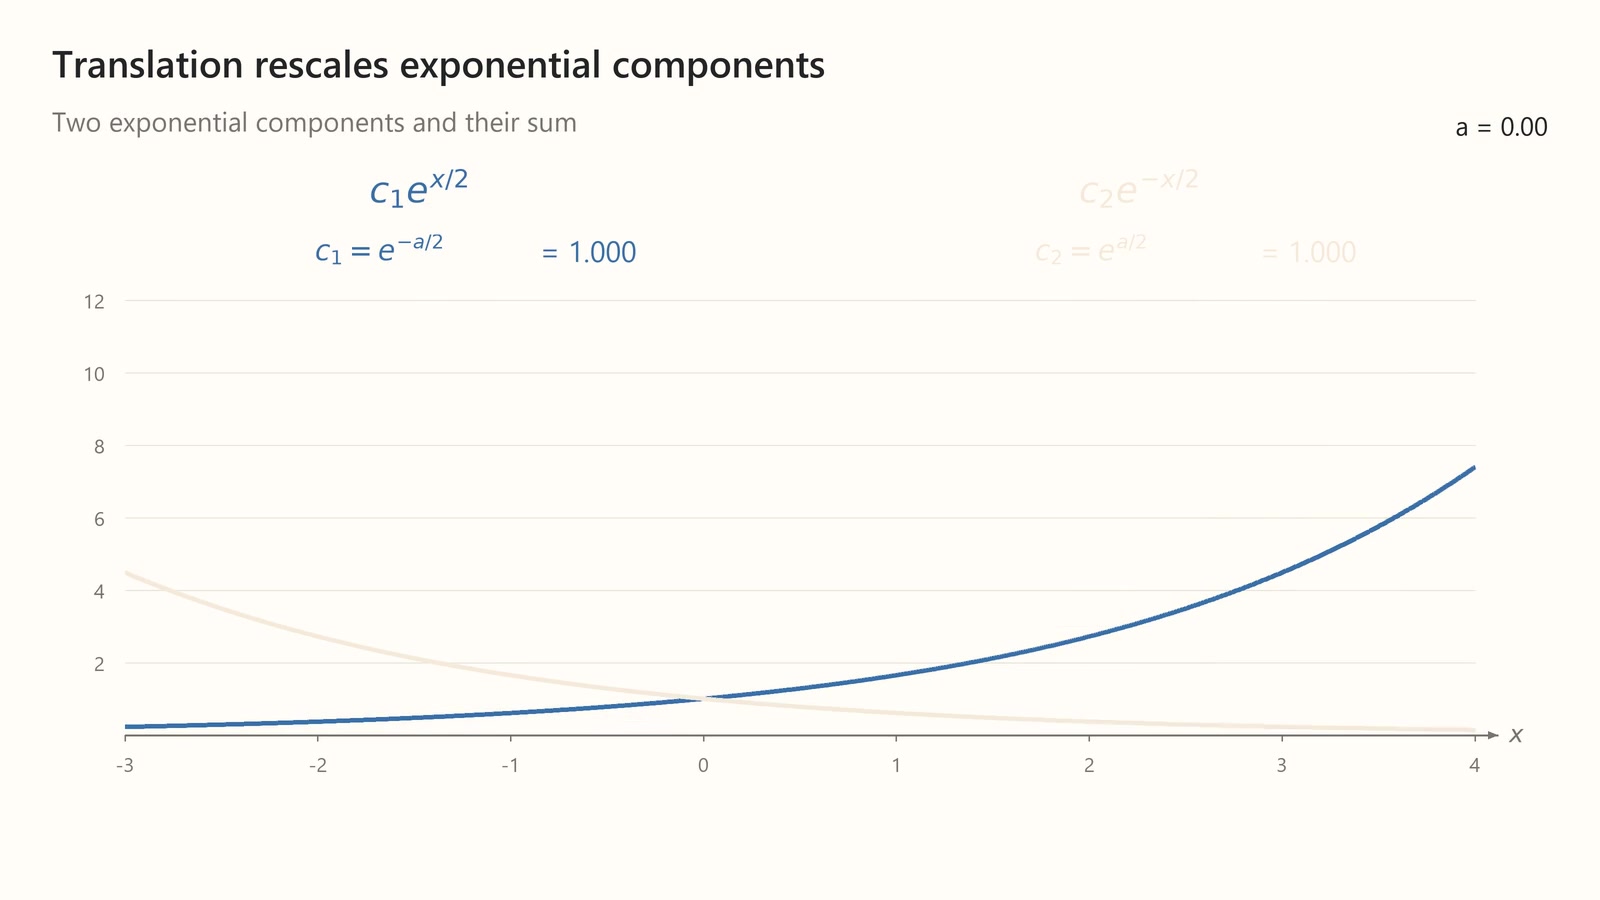 Translation rescales exponential components
Two exponential components and their sum
a = 0.00
c₁e^{x/2}
c₂e^{−x/2}
c₁ = e^{−a/2} = 1.000
c₂ = e^{a/2} = 1.000
12
10
8
6
4
2
x
-3 -2 -1 0 1 2 3 4